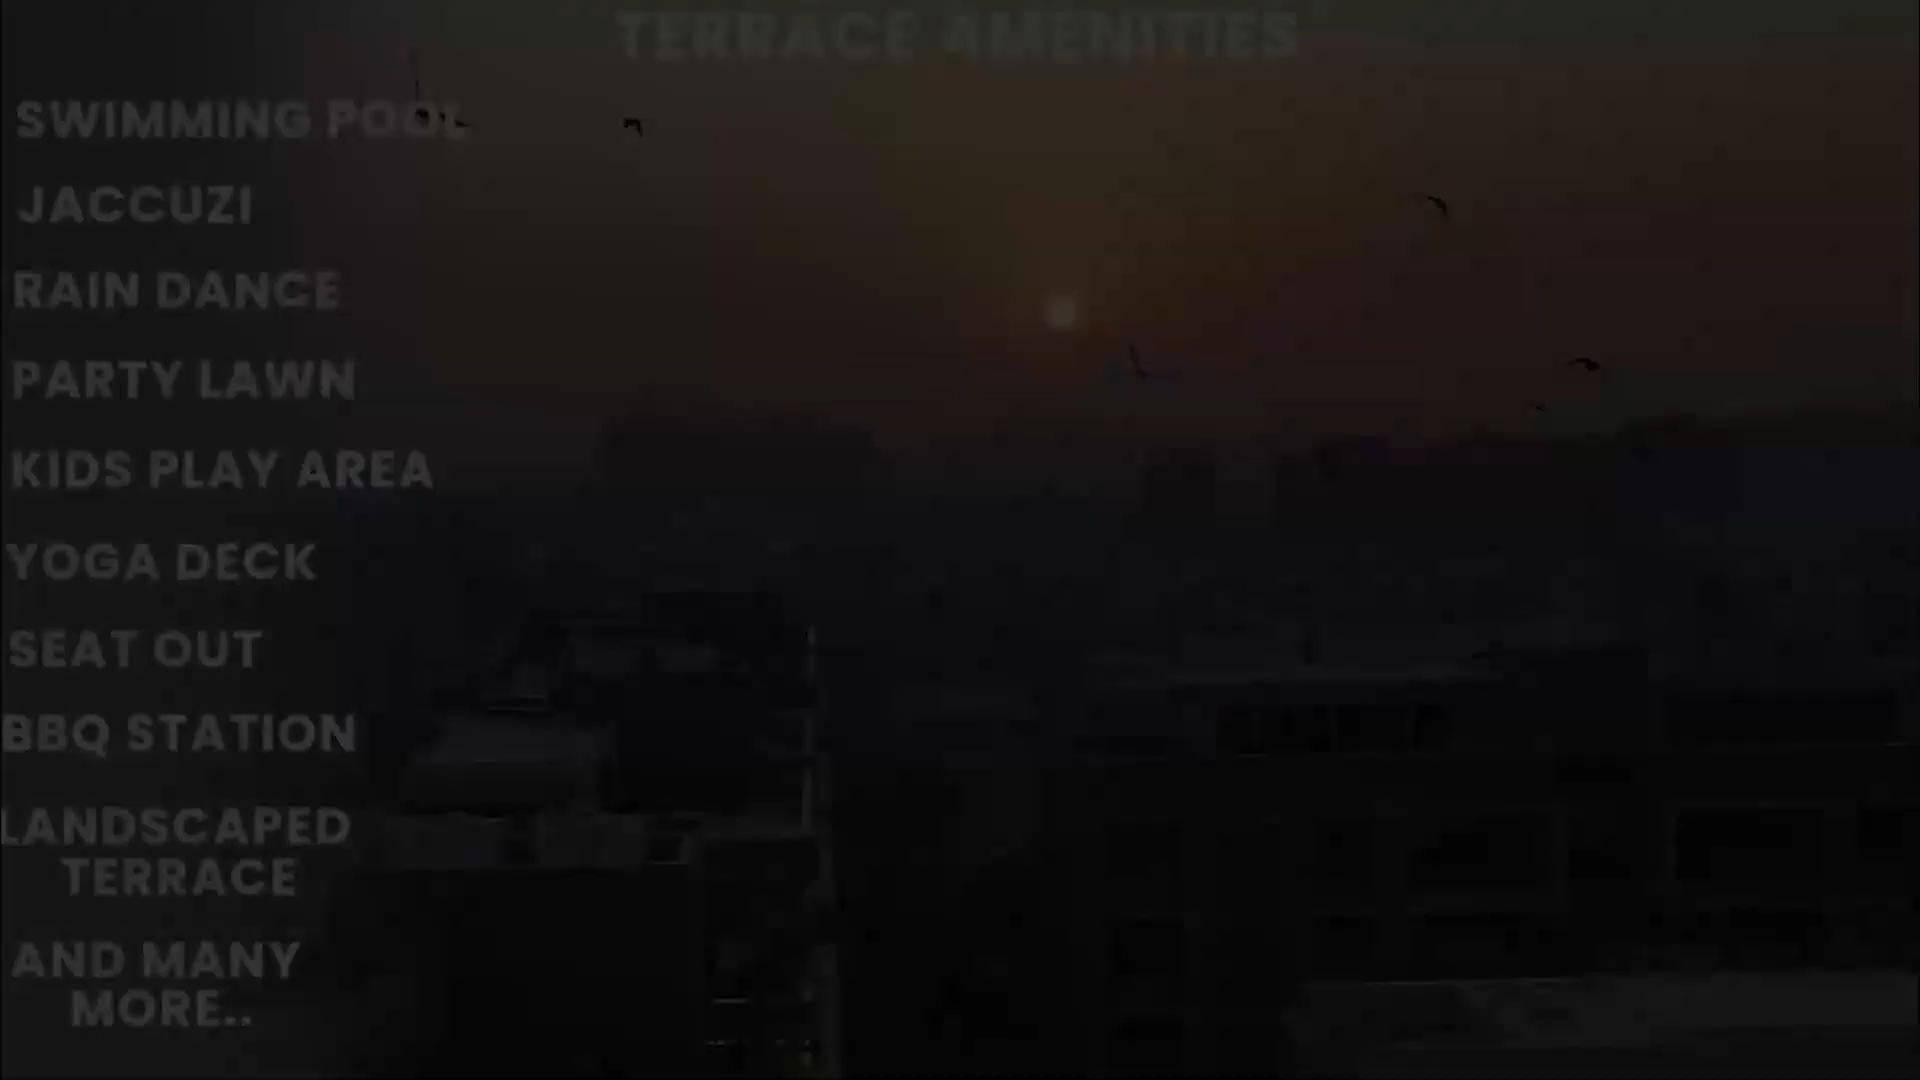 TERRACE AMENITIES
SWIMMING POOL
JACCUZI
RAIN DANCE
PARTY LAWN
KIDS PLAY AREA
YOGA DECK
SEAT OUT
BBQ STATION
LANDSCAPED
TERRACE
AND MANY
MORE..